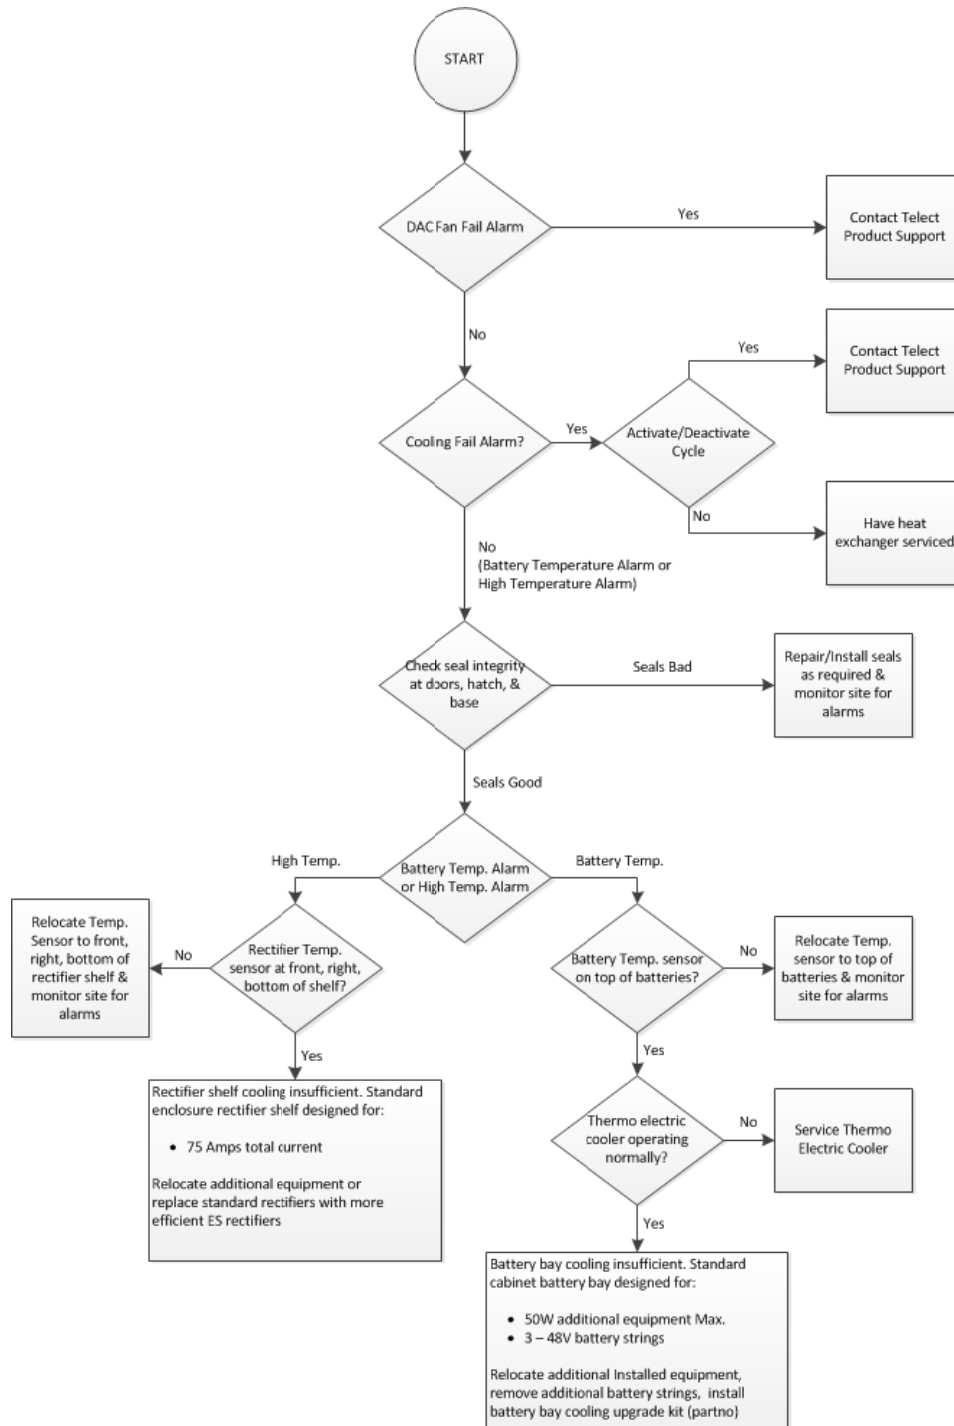 START
DAC Fan Fail Alarm
Yes
Contact Telect
Product Support
No
Cooling Fail Alarm?
Yes
Activate/Deactivate
Cycle
Yes
Contact Telect
Product Support
No
Have heat
exchanger serviced
No
(Battery Temperature Alarm or
High Temperature Alarm)
Check seal integrity
at doors, hatch, &
base
Seals Bad
Repair/Install seals
as required &
monitor site for
alarms
Seals Good
Battery Temp. Alarm
or High Temp. Alarm
High Temp.
Battery Temp.
Rectifier Temp.
sensor at front, right,
bottom of shelf?
No
Relocate Temp.
Sensor to front,
right, bottom of
rectifier shelf &
monitor site for
alarms
Yes
Rectifier shelf cooling insufficient. Standard
enclosure rectifier shelf designed for:
• 75 Amps total current
Relocate additional equipment or
replace standard rectifiers with more
efficient ES rectifiers
Battery Temp. sensor
on top of batteries?
No
Relocate Temp.
sensor to top of
batteries & monitor
site for alarms
Yes
Thermo electric
cooler operating
normally?
No
Service Thermo
Electric Cooler
Yes
Battery bay cooling insufficient. Standard
cabinet battery bay designed for:
• 50W additional equipment Max.
• 3 – 48V battery strings
Relocate additional Installed equipment,
remove additional battery strings, install
battery bay cooling upgrade kit (partno)